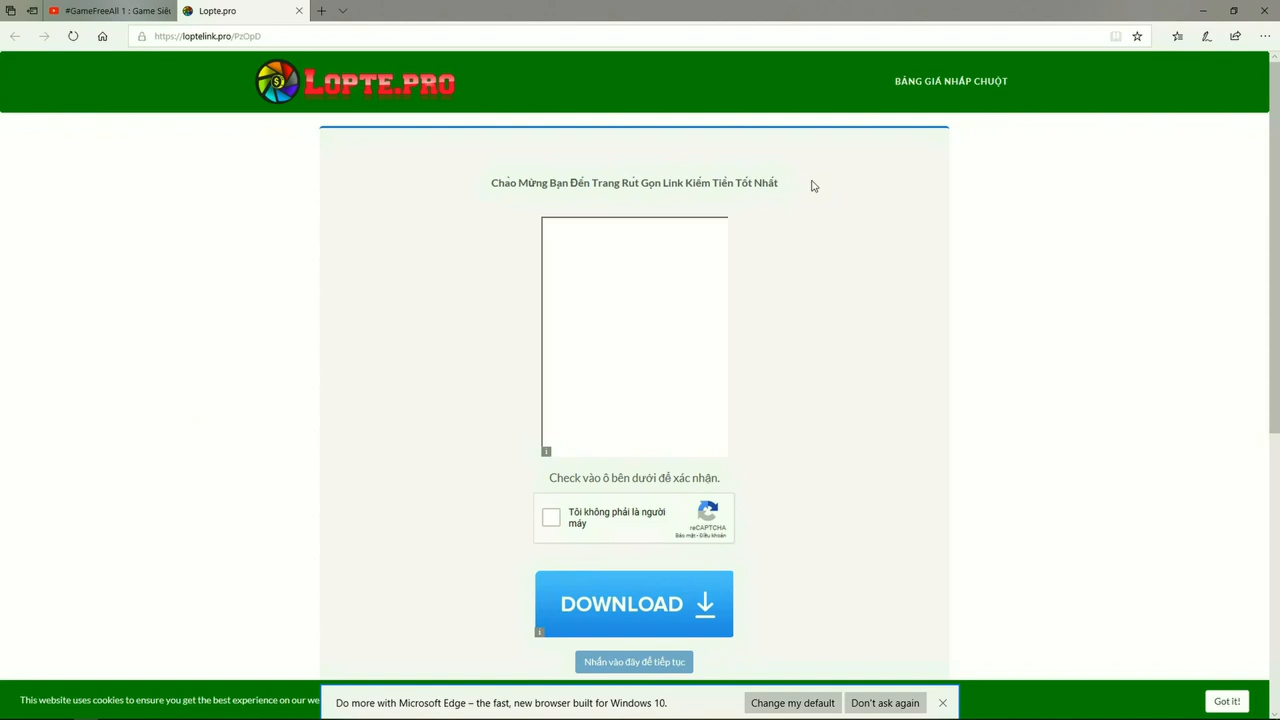 #GameFreeAll 1 : Game Siêu
Lopte.pro
https://loptelink.pro/PzOpD
LOPTE.PRO
BẢNG GIÁ NHẤP CHUỘT
Chào Mừng Bạn Đến Trang Rút Gọn Link Kiếm Tiền Tốt Nhất
Check vào ô bên dưới để xác nhận.
Tôi không phải là người
máy
reCAPTCHA
Bảo mật - Điều khoản
DOWNLOAD
Nhấn vào đây để tiếp tục
This website uses cookies to ensure you get the best experience on our we
Do more with Microsoft Edge – the fast, new browser built for Windows 10.
Change my default
Don't ask again
Got it!